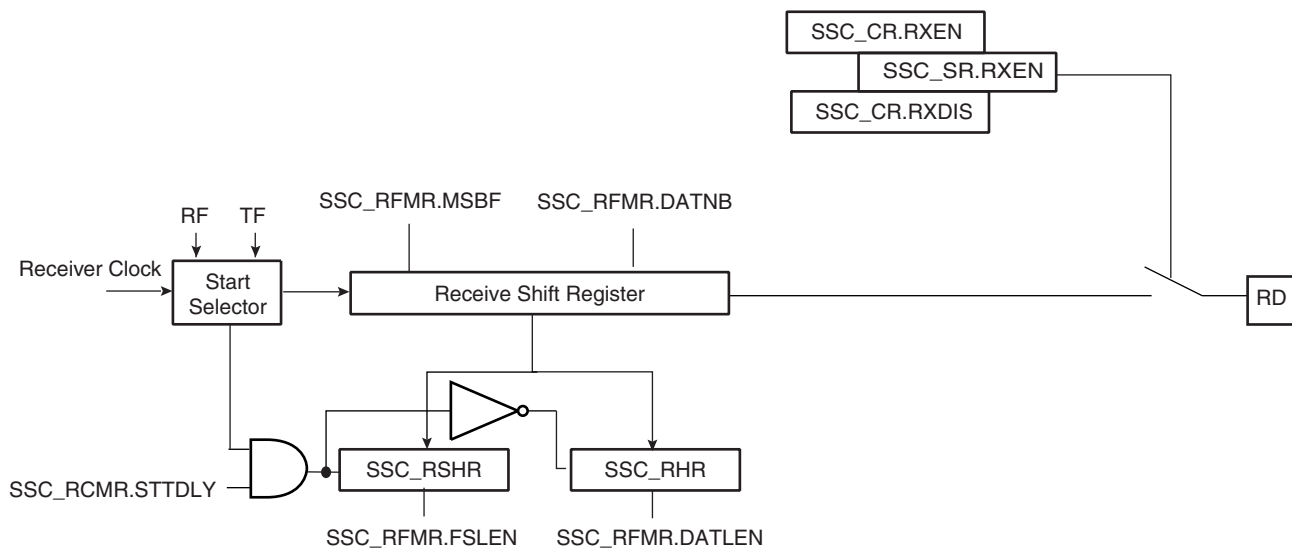 SSC_CR.RXEN
SSC_SR.RXEN
SSC_CR.RXDIS
SSC_RFMR.MSBF
SSC_RFMR.DATNB
RF
TF
Receiver Clock
Start
Selector
Receive Shift Register
RD
SSC_RSHR
SSC_RHR
SSC_RCMR.STTDLY
SSC_RFMR.FSLEN
SSC_RFMR.DATLEN